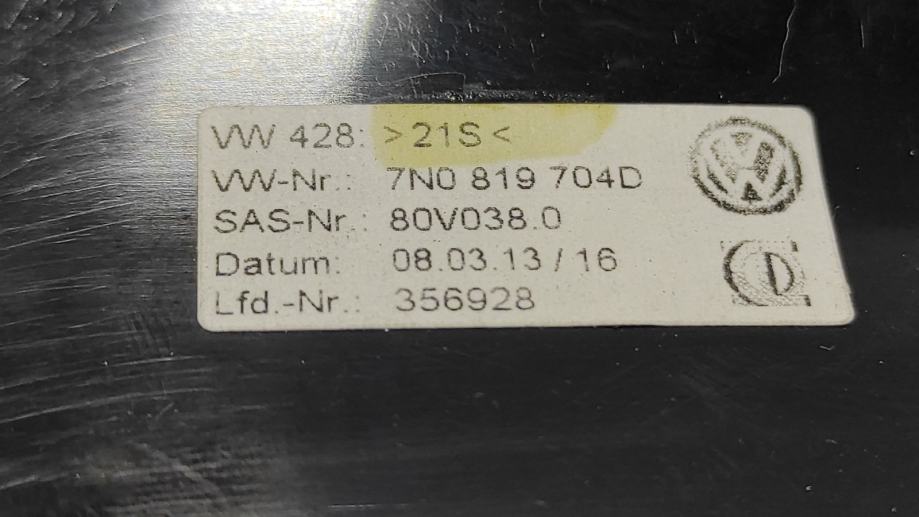 VW 428: >21S<
VW-Nr.: 7N0 819 704D
SAS-Nr.: 80V038.0
Datum: 08.03.13 / 16
Lfd.-Nr.: 356928